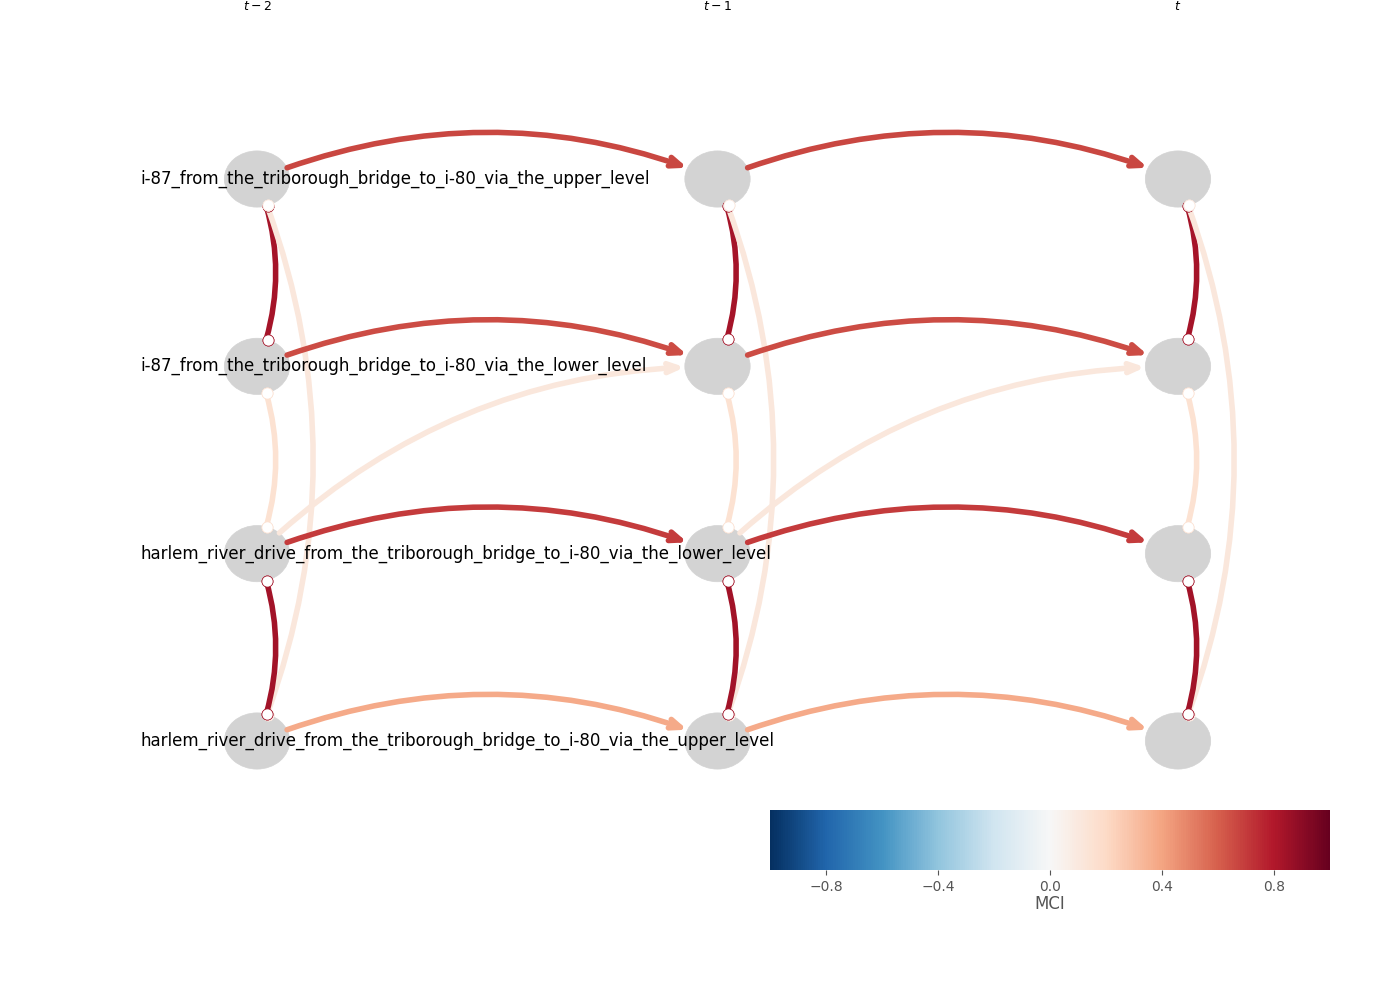 t − 2 t − 1 t
i-87_from_the_triborough_bridge_to_i-80_via_the_upper_level
i-87_from_the_triborough_bridge_to_i-80_via_the_lower_level
harlem_river_drive_from_the_triborough_bridge_to_i-80_via_the_lower_level
harlem_river_drive_from_the_triborough_bridge_to_i-80_via_the_upper_level
−0.8 −0.4 0.0 0.4 0.8
MCI